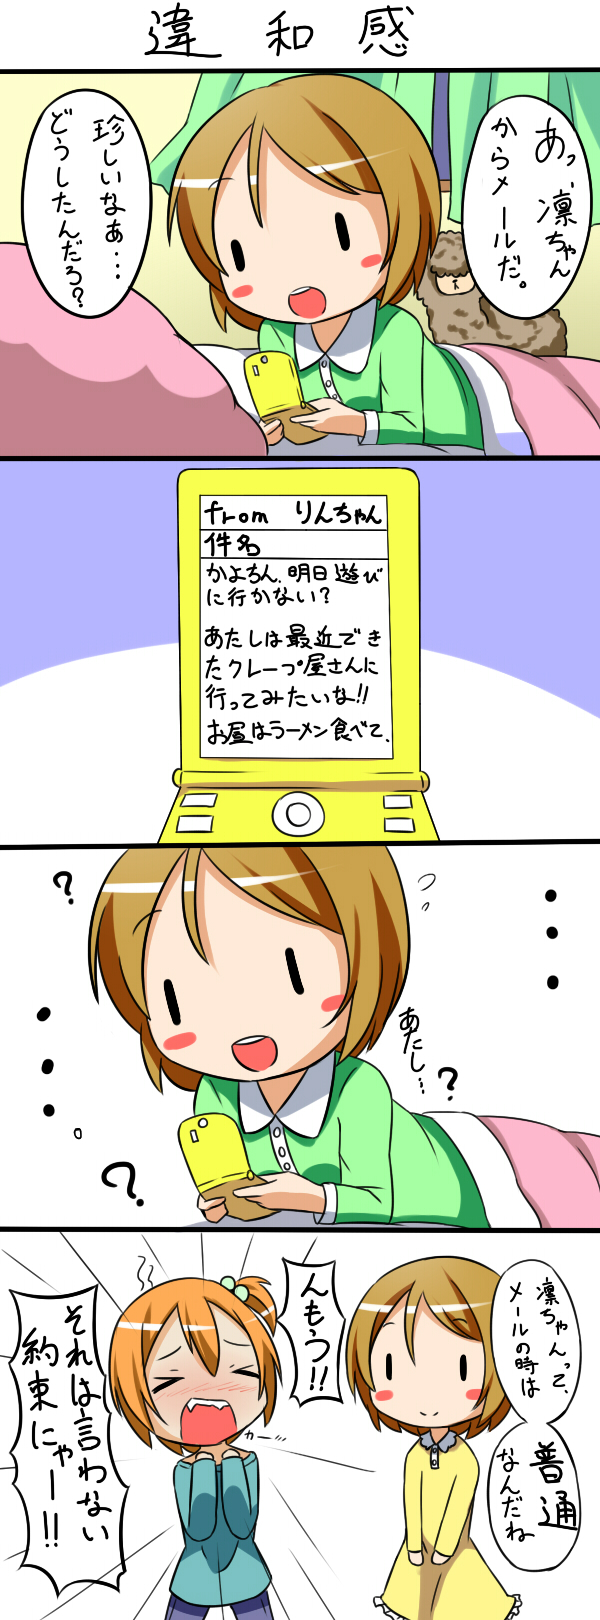 違和感
あっ、凛ちゃん
からメールだ。
珍しいなぁ…
どうしたんだろ?
from りんちゃん
件名
かよちん、明日遊び
に行かない?
あたしは最近でき
たクレープ屋さんに
行ってみたいな!!
お昼はラーメン食べて、
?
あたし…
?
?
凛ちゃんって、
メールの時は
普通
なんだね
んもう!!
カーッ
それは言わない
約束にゃー!!